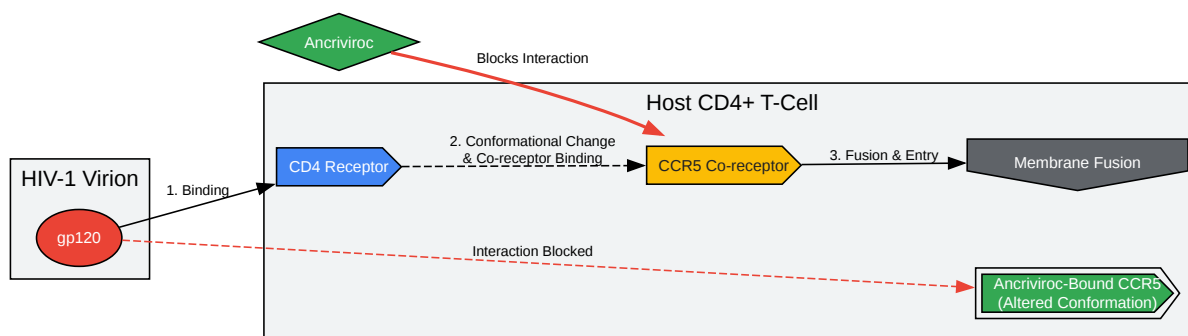 Ancriviroc
Blocks Interaction
Host CD4+ T-Cell
HIV-1 Virion
gp120
1. Binding
CD4 Receptor
2. Conformational Change
& Co-receptor Binding
CCR5 Co-receptor
3. Fusion & Entry
Membrane Fusion
Interaction Blocked
Ancriviroc-Bound CCR5
(Altered Conformation)